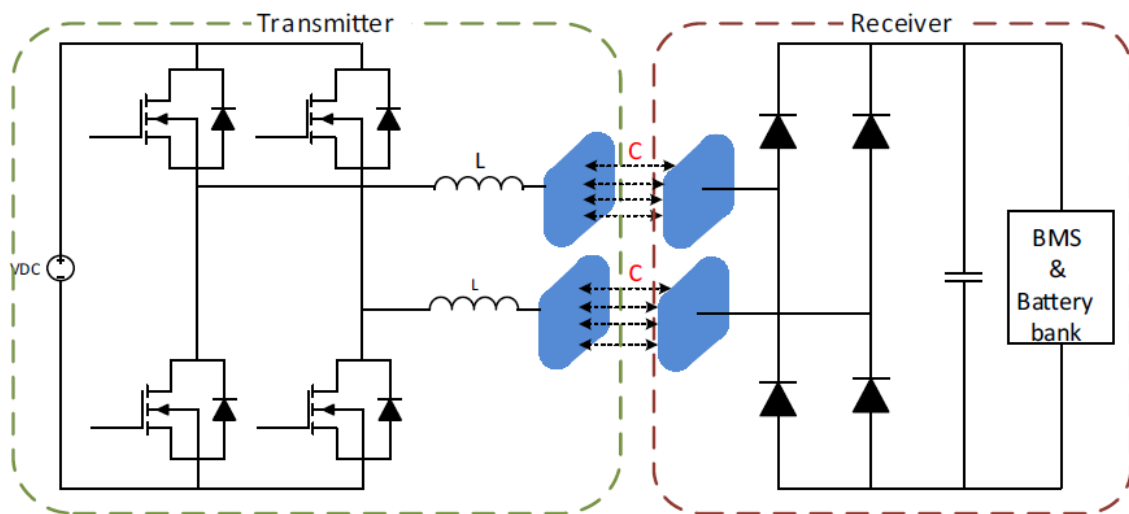 Transmitter
Receiver
L
C
VDC
L
C
BMS
&
Battery
bank